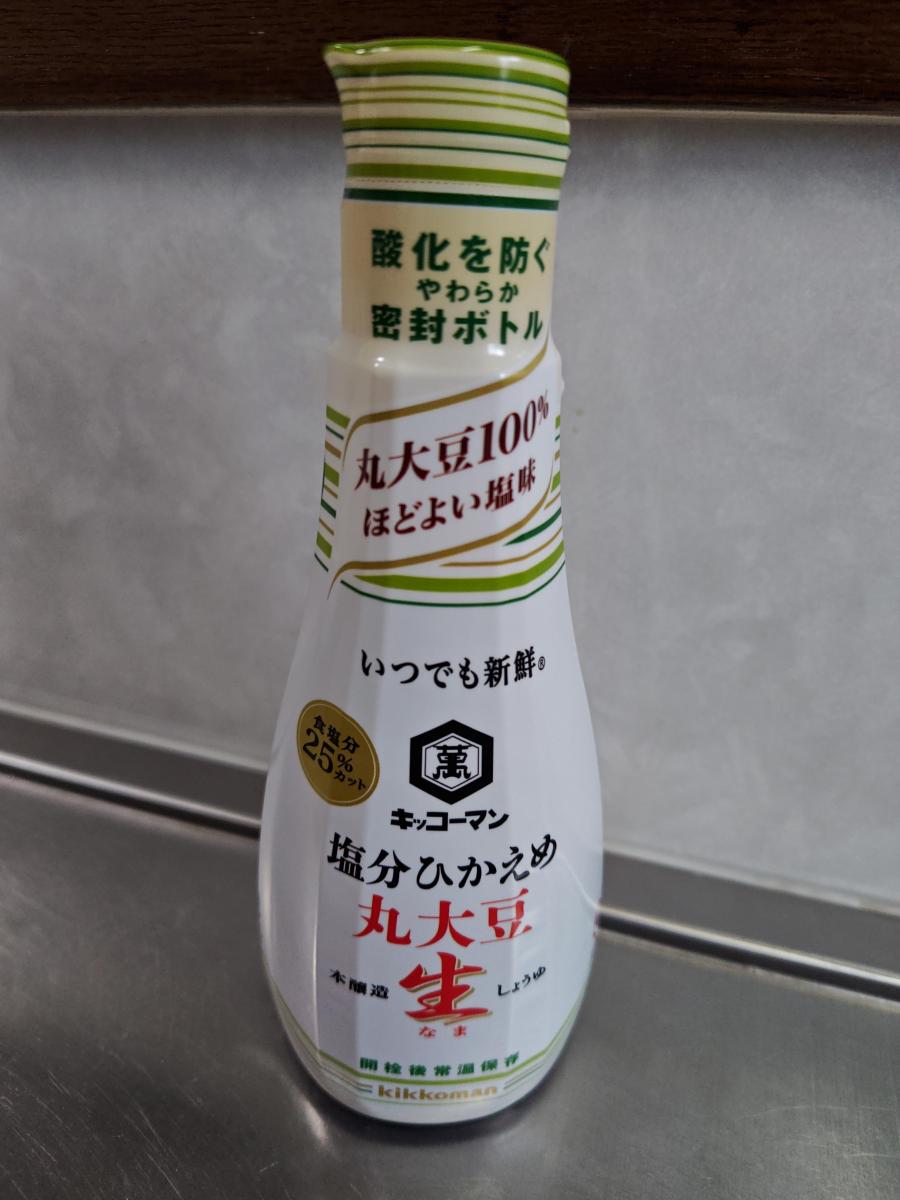 酸化を防ぐ
やわらか
密封ボトル
丸大豆100%
ほどよい塩味
いつでも新鮮®
食塩分
25%
カット
萬
キッコーマン
塩分ひかえめ
丸大豆
本醸造 生 しょうゆ
なま
開栓後常温保存
kikkoman